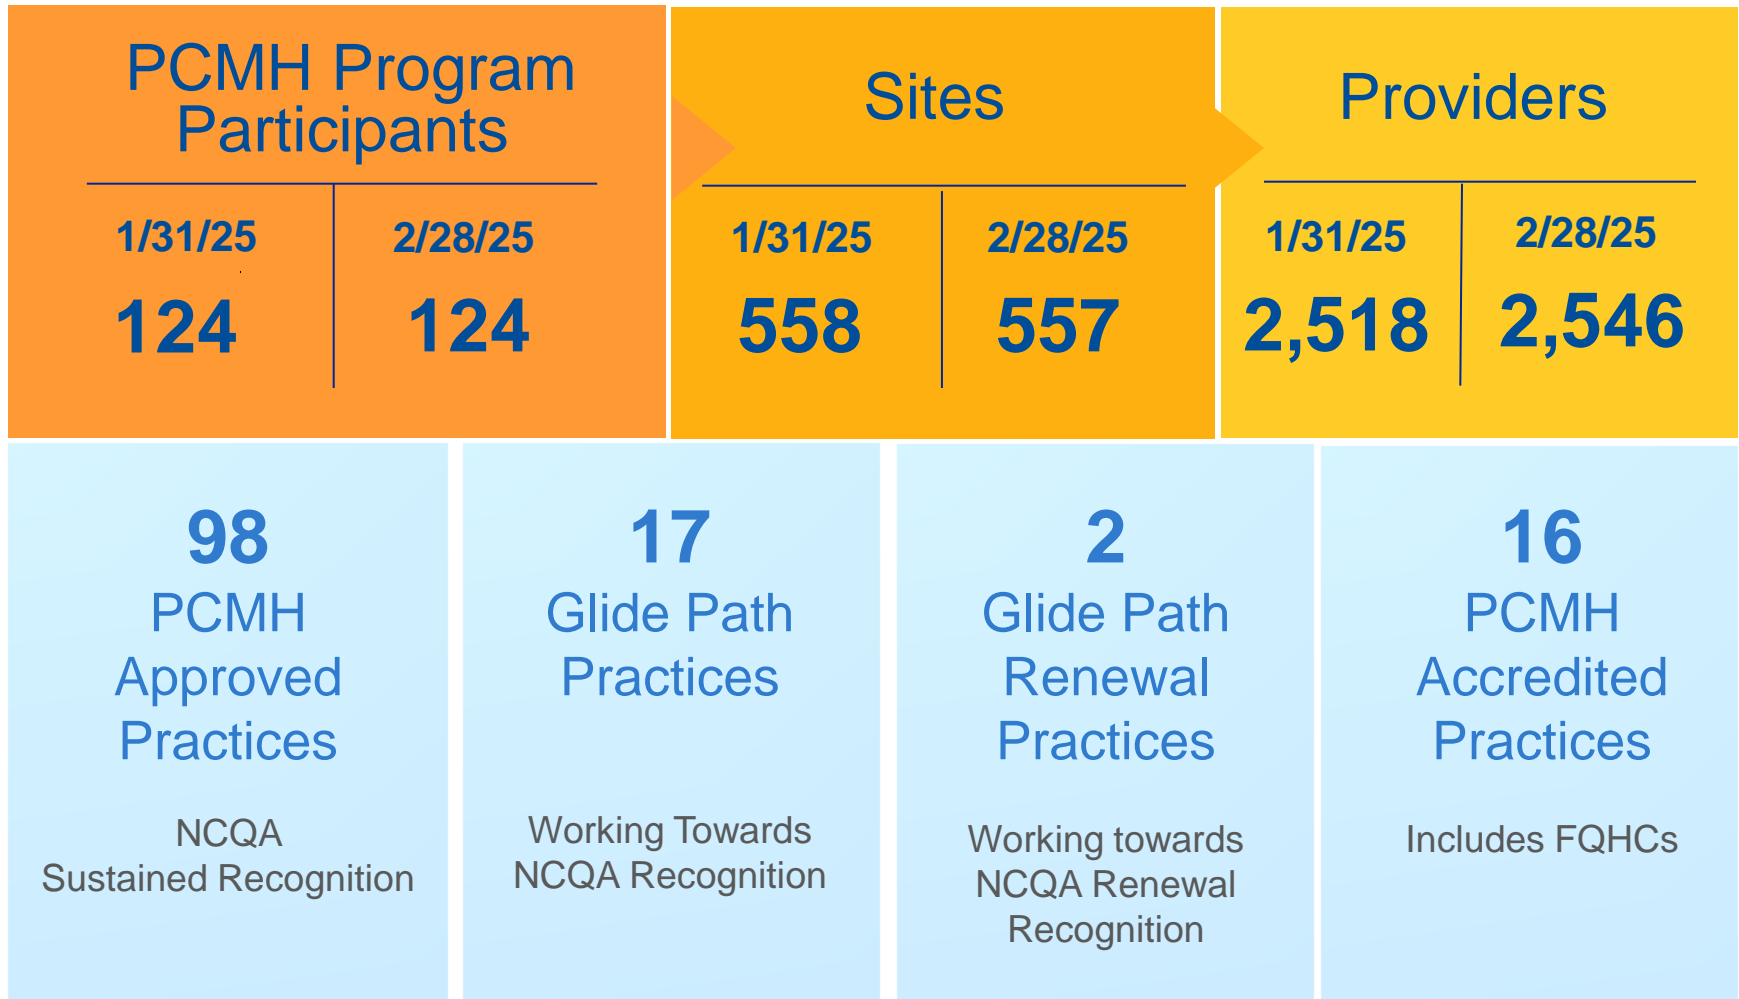 PCMH Program
Participants
1/31/25
2/28/25
124
124
Sites
1/31/25
2/28/25
558
557
Providers
1/31/25
2/28/25
2,518
2,546
98
PCMH
Approved
Practices
NCQA
Sustained Recognition
17
Glide Path
Practices
Working Towards
NCQA Recognition
2
Glide Path
Renewal
Practices
Working towards
NCQA Renewal
Recognition
16
PCMH
Accredited
Practices
Includes FQHCs